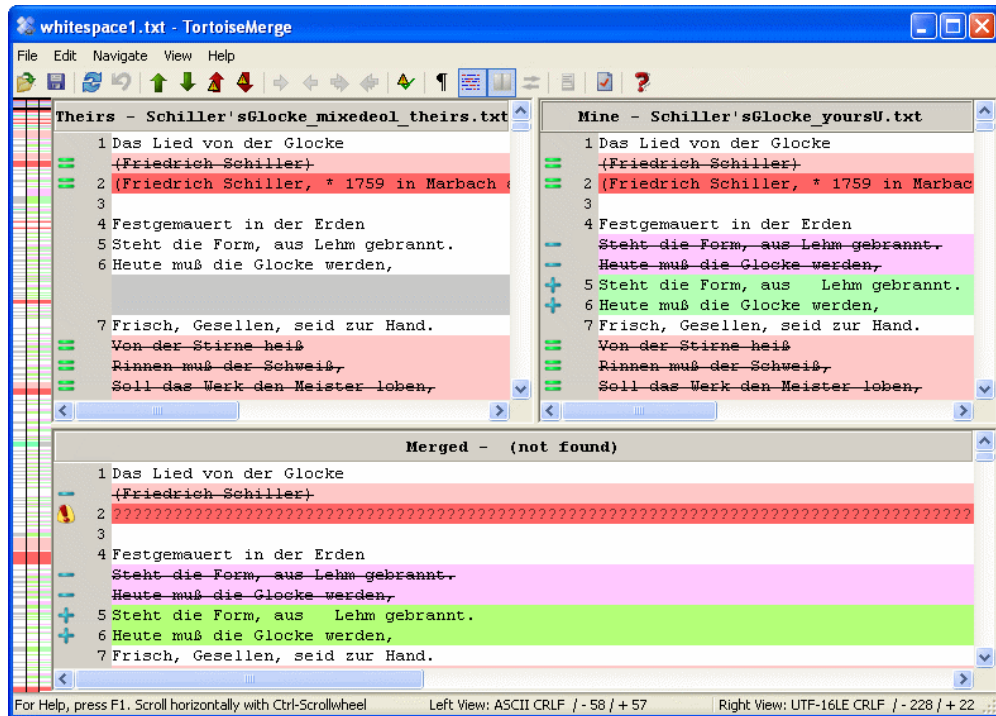 whitespace1.txt - TortoiseMerge
File Edit Navigate View Help
Theirs - Schiller'sGlocke_mixedeol_theirs.txt
1 Das Lied von der Glocke
(Friedrich Schiller)
2 (Friedrich Schiller, * 1759 in Marbach
3
4 Festgemauert in der Erden
5 Steht die Form, aus Lehm gebrannt.
6 Heute muß die Glocke werden,
7 Frisch, Gesellen, seid zur Hand.
Von der Stirne heiß
Rinnen muß der Schweiß,
Soll das Werk den Meister loben,
Mine - Schiller'sGlocke_yoursU.txt
1 Das Lied von der Glocke
(Friedrich Schiller)
2 (Friedrich Schiller, * 1759 in Marbac
3
4 Festgemauert in der Erden
Steht die Form, aus Lehm gebrannt.
Heute muß die Glocke werden,
5 Steht die Form, aus   Lehm gebrannt.
6 Heute muß die Glocke werden,
7 Frisch, Gesellen, seid zur Hand.
Von der Stirne heiß
Rinnen muß der Schweiß,
Soll das Werk den Meister loben,
Merged - (not found)
1 Das Lied von der Glocke
(Friedrich Schiller)
2 ??????????????????????????????????????????????????????????????????????????????????????
3
4 Festgemauert in der Erden
Steht die Form, aus Lehm gebrannt.
Heute muß die Glocke werden,
5 Steht die Form, aus   Lehm gebrannt.
6 Heute muß die Glocke werden,
7 Frisch, Gesellen, seid zur Hand.
For Help, press F1. Scroll horizontally with Ctrl-Scrollwheel Left View: ASCII CRLF / - 58 / + 57 Right View: UTF-16LE CRLF / - 228 / + 22